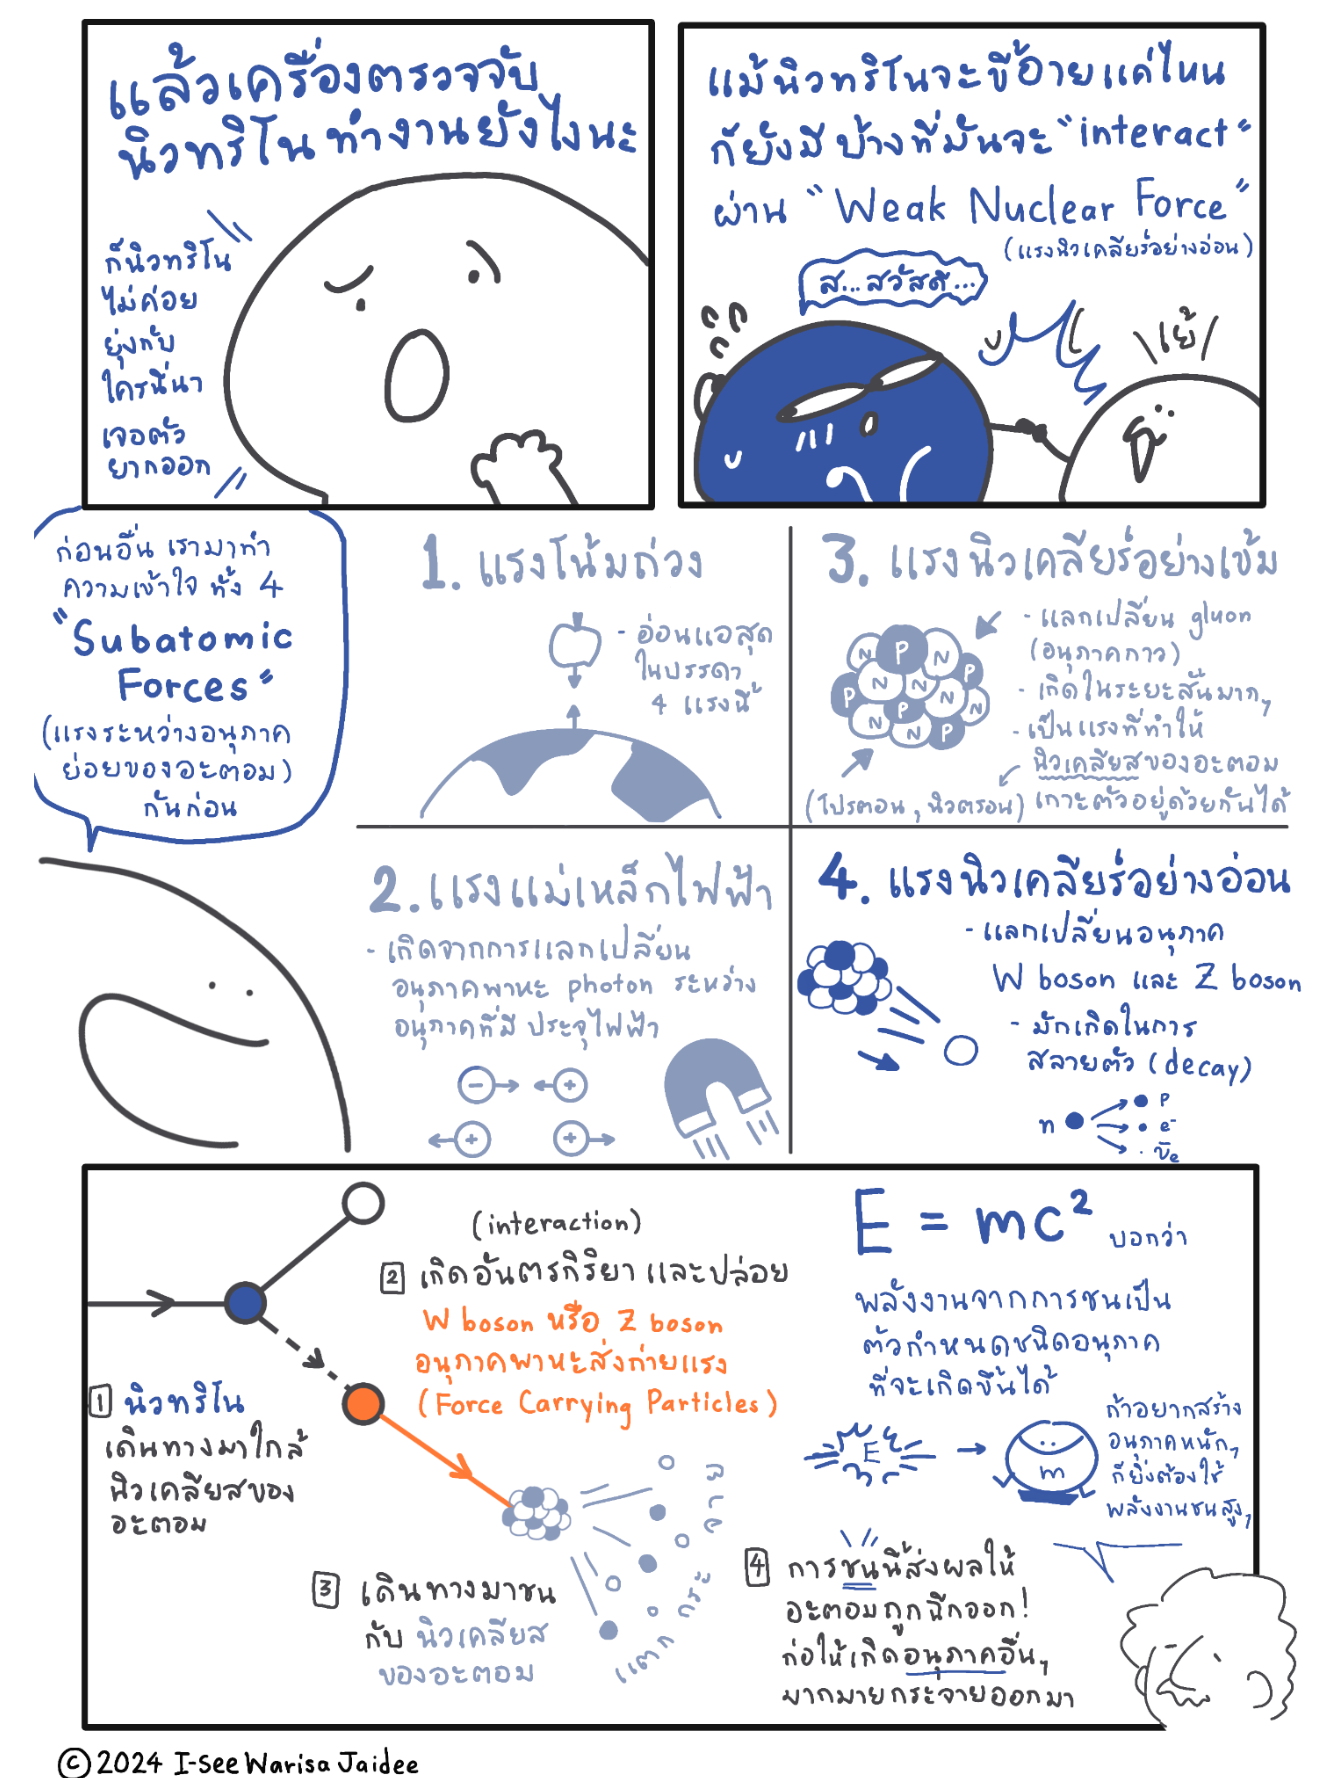 แล้วเครื่องตรวจจับ
นิวทริโนทำงานยังไงนะ
ก็นิวทริโน
ไม่ค่อย
ยุ่งกับ
ใครนี่นา
เจอตัว
ยากออก
แม้นิวทริโนจะขี้อายแค่ไหน
ก็ยังมีบ้างที่มันจะ "interact"
ผ่าน "Weak Nuclear Force"
(แรงนิวเคลียร์อย่างอ่อน)
ส...สวัสดี...
เย้
ก่อนอื่น เรามาทำ
ความเข้าใจ ทั้ง 4
"Subatomic
Forces"
(แรงระหว่างอนุภาค
ย่อยของอะตอม)
กันก่อน
1. แรงโน้มถ่วง
- อ่อนแอสุด
ในบรรดา
4 แรงนี้
3. แรงนิวเคลียร์อย่างเข้ม
- แลกเปลี่ยน gluon
(อนุภาคกาว)
- เกิดในระยะสั้นมากๆ
- เป็นแรงที่ทำให้
นิวเคลียสของอะตอม
(โปรตอน, นิวตรอน) เกาะตัวอยู่ด้วยกันได้
N P N P N N P N P N N P
2. แรงแม่เหล็กไฟฟ้า
- เกิดจากการแลกเปลี่ยน
อนุภาคพาหะ photon ระหว่าง
อนุภาคที่มี ประจุไฟฟ้า
- +
+ +
4. แรงนิวเคลียร์อย่างอ่อน
- แลกเปลี่ยนอนุภาค
W boson และ Z boson
- มักเกิดในการ
สลายตัว (decay)
n p
e⁻
ν̅e
(interaction)
2 เกิดอันตรกิริยา และปล่อย
W boson หรือ Z boson
อนุภาคพาหะส่งถ่ายแรง
(Force Carrying Particles)
1 นิวทริโน
เดินทางมาใกล้
นิวเคลียสของ
อะตอม
3 เดินทางมาชน
กับ นิวเคลียส
ของอะตอม
แตก กระจาย
E = mc² บอกว่า
พลังงานจากการชนเป็น
ตัวกำหนดชนิดอนุภาค
ที่จะเกิดขึ้นได้
E m
ถ้าอยากสร้าง
อนุภาคหนักๆ
ก็ยิ่งต้องใช้
พลังงานชนสูงๆ
4 การชนนี้ส่งผลให้
อะตอมถูกฉีกออก!
ก่อให้เกิดอนุภาคอื่นๆ
มากมายกระจายออกมา
© 2024 I-See Warisa Jaidee